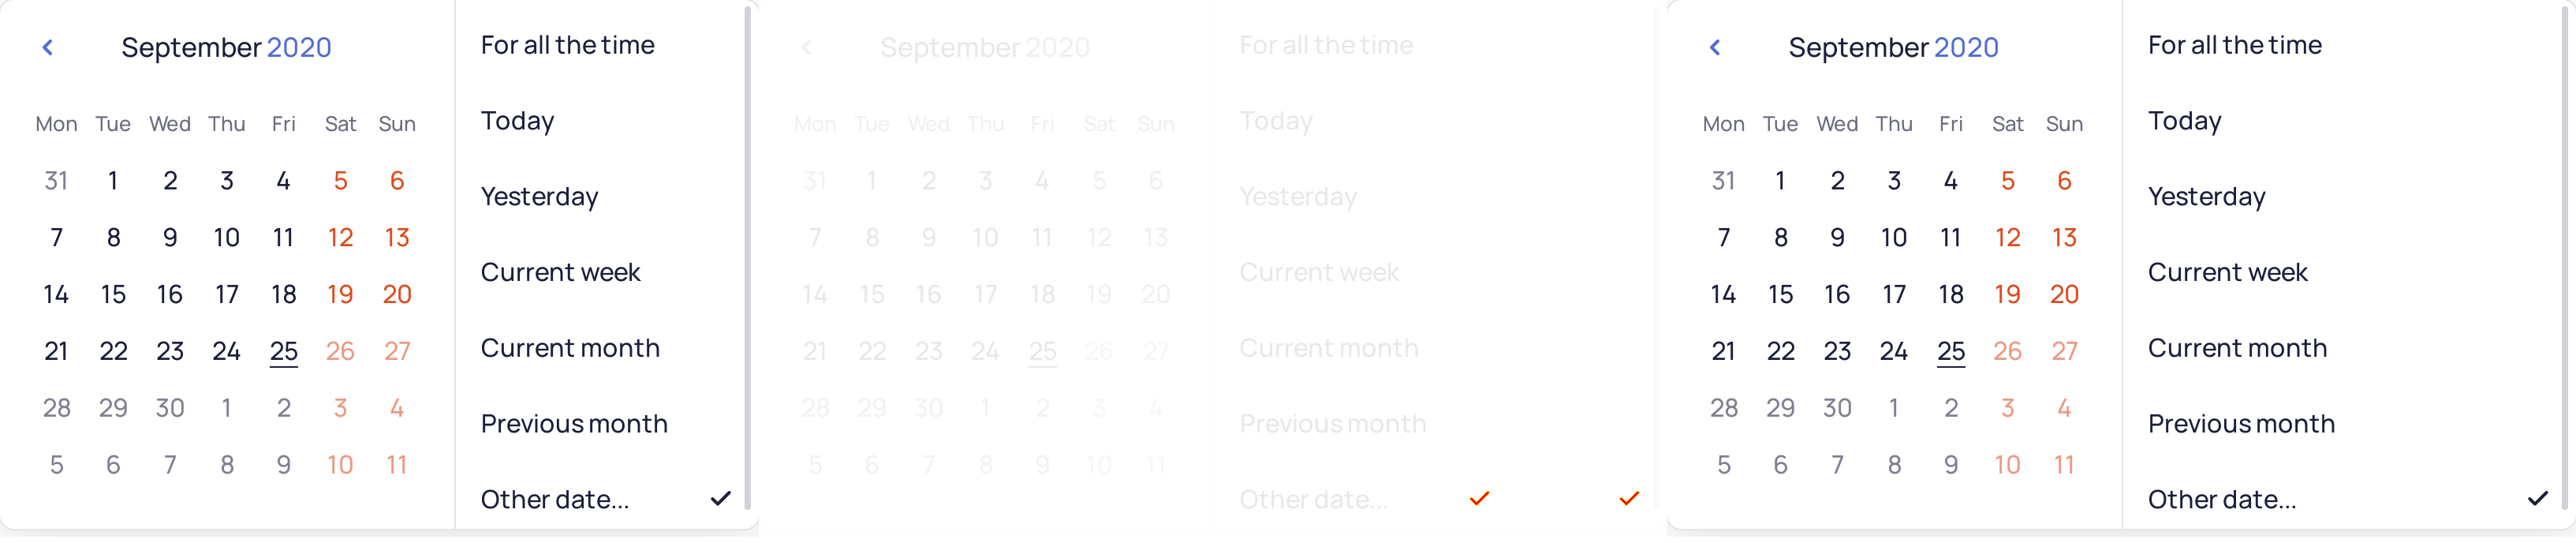 September 2020
Mon Tue Wed Thu Fri Sat Sun
31 1 2 3 4 5 6
7 8 9 10 11 12 13
14 15 16 17 18 19 20
21 22 23 24 25 26 27
28 29 30 1 2 3 4
5 6 7 8 9 10 11
For all the time
Today
Yesterday
Current week
Current month
Previous month
Other date...
September 2020
Mon Tue Wed Thu Fri Sat Sun
31 1 2 3 4 5 6
7 8 9 10 11 12 13
14 15 16 17 18 19 20
21 22 23 24 25 26 27
28 29 30 1 2 3 4
5 6 7 8 9 10 11
For all the time
Today
Yesterday
Current week
Current month
Previous month
Other date...
September 2020
Mon Tue Wed Thu Fri Sat Sun
31 1 2 3 4 5 6
7 8 9 10 11 12 13
14 15 16 17 18 19 20
21 22 23 24 25 26 27
28 29 30 1 2 3 4
5 6 7 8 9 10 11
For all the time
Today
Yesterday
Current week
Current month
Previous month
Other date...